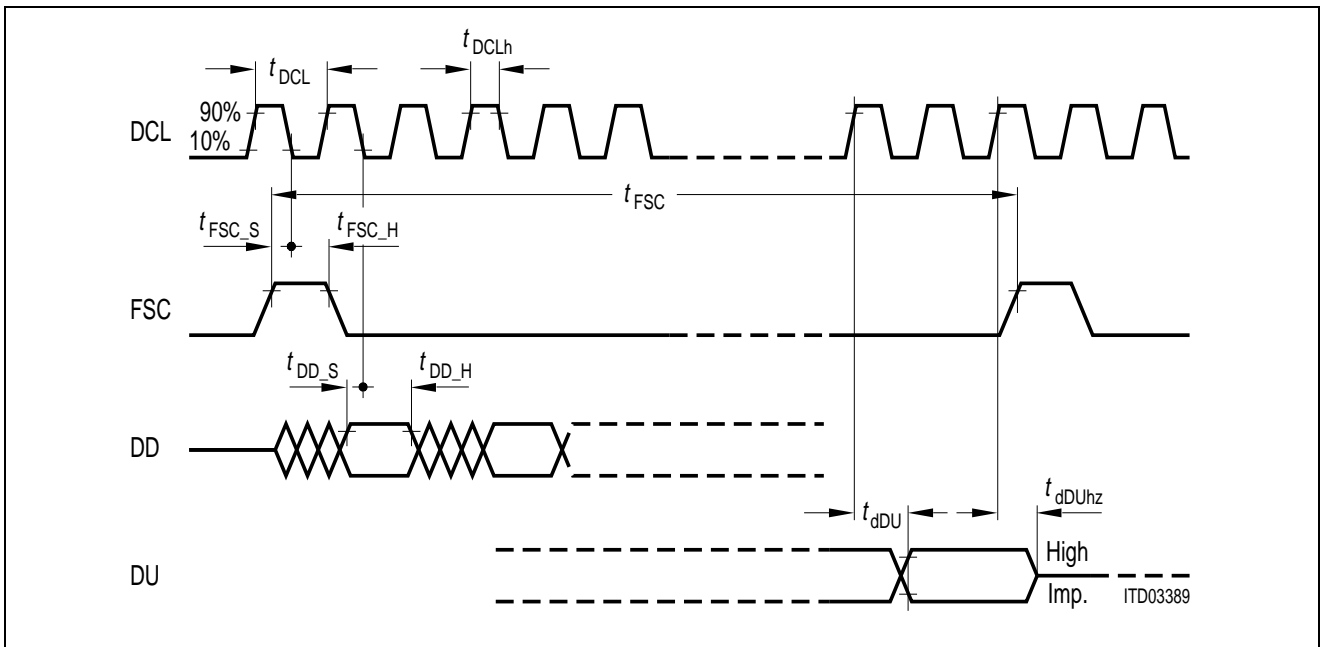 t DCLh
t DCL
90%
DCL 10%
t FSC
t FSC_S t FSC_H
FSC
t DD_S t DD_H
DD
t dDUhz
t dDU
High
DU
Imp. ITD03389